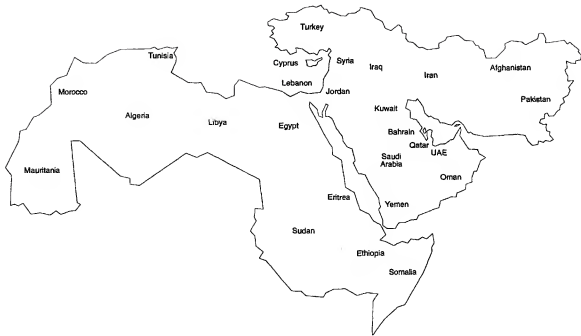 Turkey
Tunisia
Cyprus
Syria
Iraq
Iran
Afghanistan
Lebanon
Jordan
Morocco
Pakistan
Kuwait
Algeria
Libya
Egypt
Bahrain
Qatar
UAE
Saudi
Arabia
Mauritania
Oman
Eritrea
Yemen
Sudan
Ethiopia
Somalia